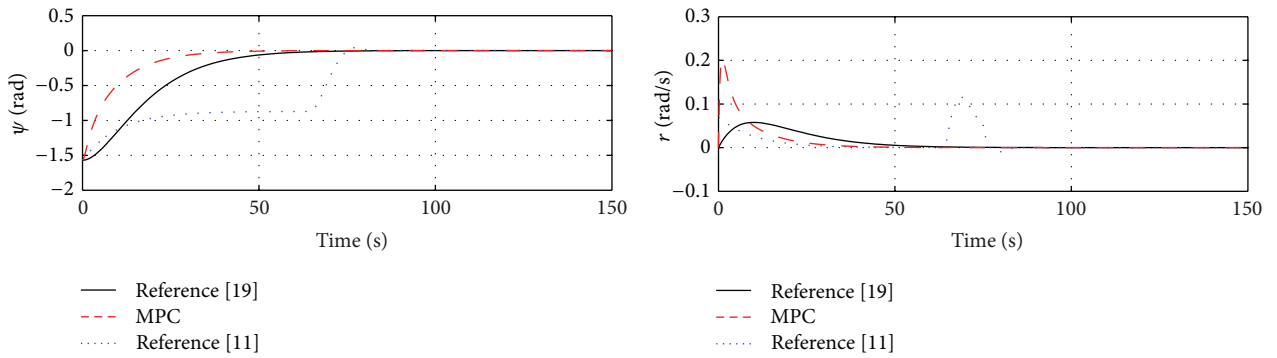 0.5
0
−0.5
−1
−1.5
−2
ψ (rad)
0 50 100 150
Time (s)
Reference [19]
MPC
Reference [11]
0.3
0.2
0.1
0
−0.1
r (rad/s)
0 50 100 150
Time (s)
Reference [19]
MPC
Reference [11]